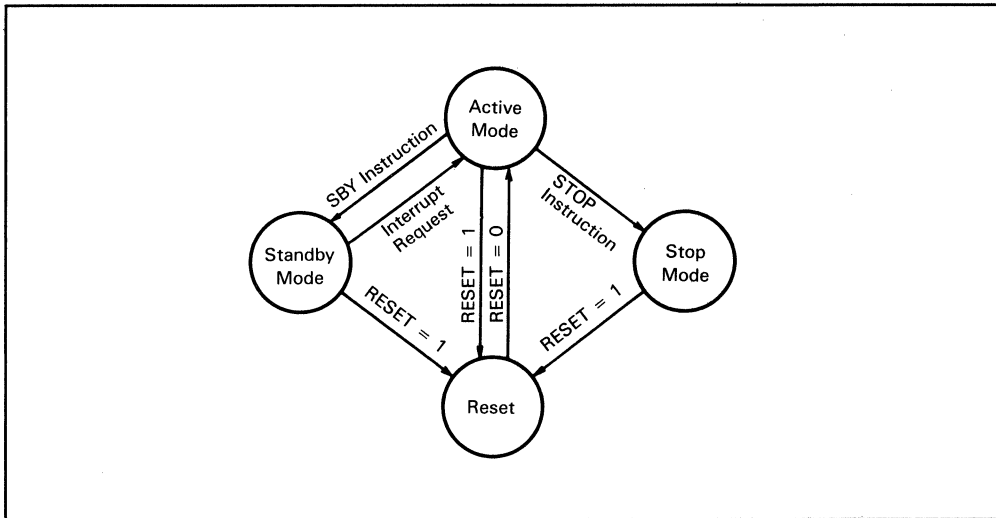 Active
Mode
SBY Instruction
Interrupt
Request
STOP
Instruction
Standby
Mode
RESET = 1
RESET = 0
Stop
Mode
RESET = 1
RESET = 1
Reset